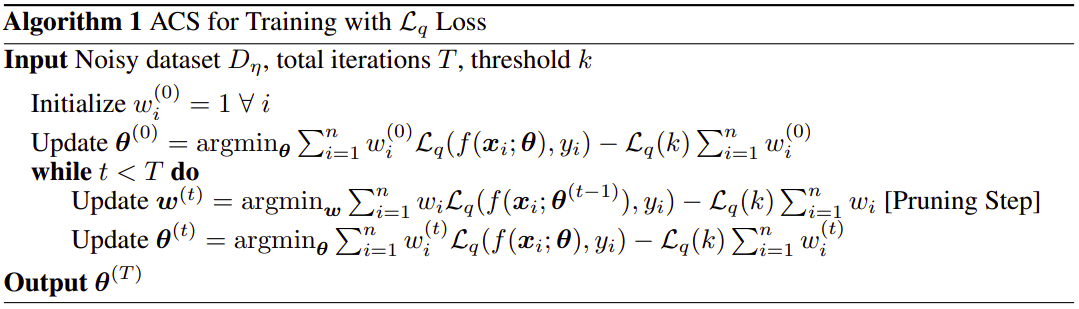 Algorithm 1 ACS for Training with $\mathcal{L}_q$ Loss
Input Noisy dataset $D_\eta$, total iterations $T$, threshold $k$
Initialize $w_i^{(0)} = 1 \ \forall \ i$
Update $\boldsymbol{\theta}^{(0)} = \operatorname{argmin}_{\boldsymbol{\theta}} \sum_{i=1}^{n} w_i^{(0)} \mathcal{L}_q(f(\boldsymbol{x}_i; \boldsymbol{\theta}), y_i) - \mathcal{L}_q(k) \sum_{i=1}^{n} w_i^{(0)}$
while $t < T$ do
Update $\boldsymbol{w}^{(t)} = \operatorname{argmin}_{\boldsymbol{w}} \sum_{i=1}^{n} w_i \mathcal{L}_q(f(\boldsymbol{x}_i; \boldsymbol{\theta}^{(t-1)}), y_i) - \mathcal{L}_q(k) \sum_{i=1}^{n} w_i$ [Pruning Step]
Update $\boldsymbol{\theta}^{(t)} = \operatorname{argmin}_{\boldsymbol{\theta}} \sum_{i=1}^{n} w_i^{(t)} \mathcal{L}_q(f(\boldsymbol{x}_i; \boldsymbol{\theta}), y_i) - \mathcal{L}_q(k) \sum_{i=1}^{n} w_i^{(t)}$
Output $\boldsymbol{\theta}^{(T)}$